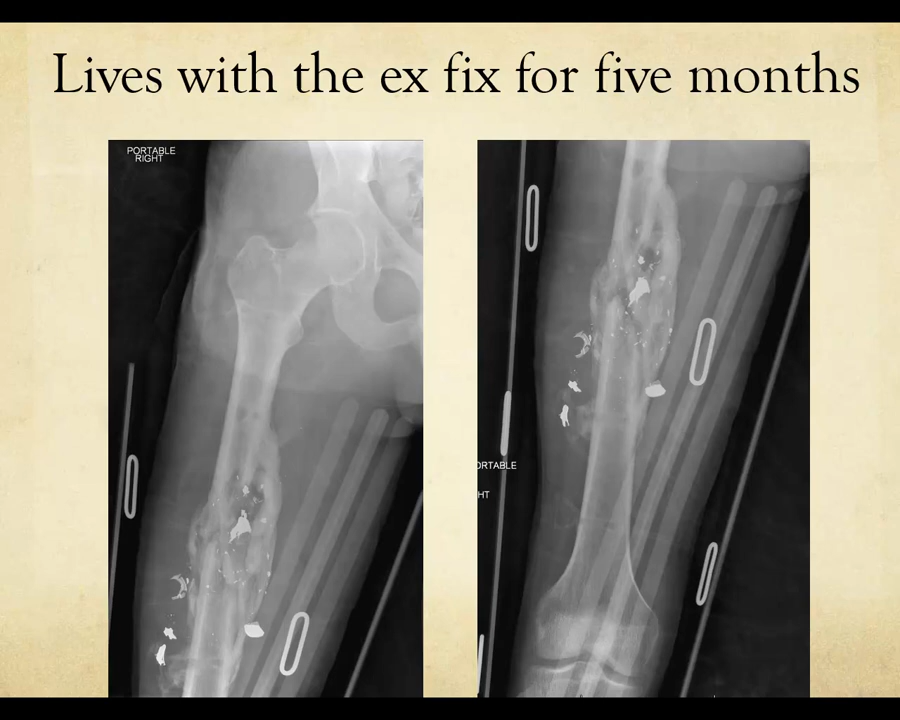 Lives with the ex fix for five months
PORTABLE
RIGHT
ORTABLE
HT